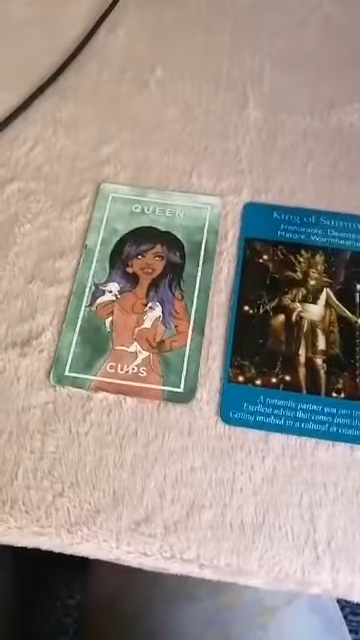 QUEEN
CUPS
King of Summ
Honorable, Devote
Mature, Warmhearte
A romantic partner you can tr
Excellent advice that comes from th
Getting involved in a cultural or creativ